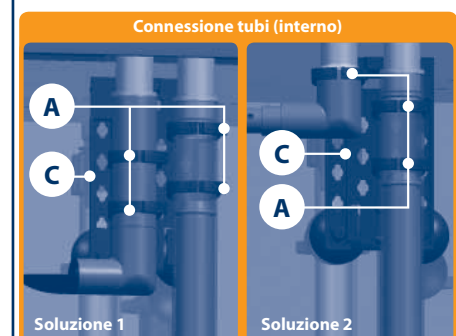 Connessione tubi (interno)
A
C
Soluzione 1
C
A
Soluzione 2